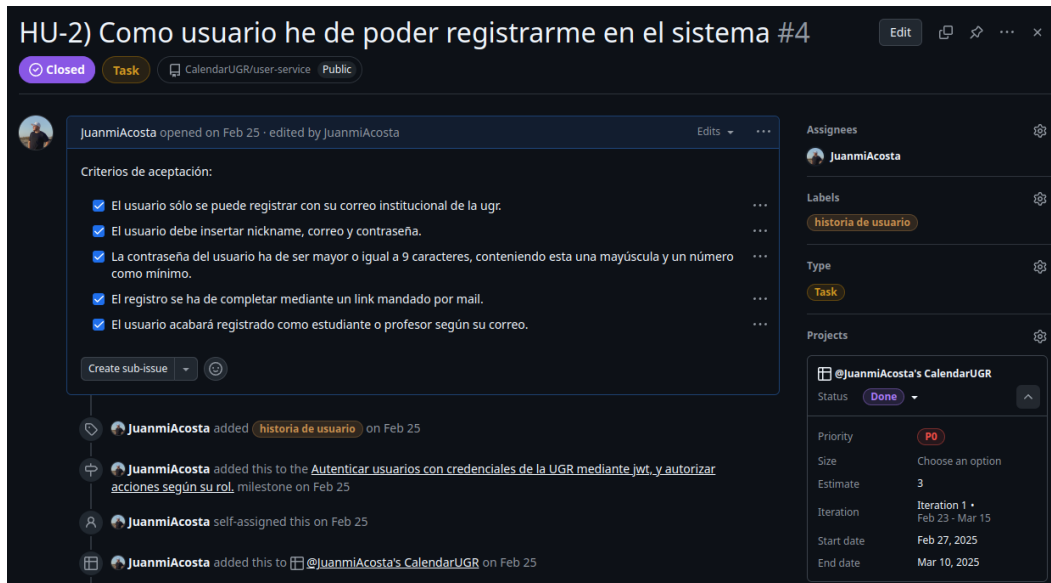 HU-2) Como usuario he de poder registrarme en el sistema #4
Edit
Closed
Task
CalendarUGR/user-service Public
JuanmiAcosta opened on Feb 25 · edited by JuanmiAcosta
Edits
Criterios de aceptación:
El usuario sólo se puede registrar con su correo institucional de la ugr.
El usuario debe insertar nickname, correo y contraseña.
La contraseña del usuario ha de ser mayor o igual a 9 caracteres, conteniendo esta una mayúscula y un número
como mínimo.
El registro se ha de completar mediante un link mandado por mail.
El usuario acabará registrado como estudiante o profesor según su correo.
Create sub-issue
JuanmiAcosta added historia de usuario on Feb 25
JuanmiAcosta added this to the Autenticar usuarios con credenciales de la UGR mediante jwt, y autorizar
acciones según su rol. milestone on Feb 25
JuanmiAcosta self-assigned this on Feb 25
JuanmiAcosta added this to @JuanmiAcosta's CalendarUGR on Feb 25
Assignees
JuanmiAcosta
Labels
historia de usuario
Type
Task
Projects
@JuanmiAcosta's CalendarUGR
Status Done
Priority P0
Size Choose an option
Estimate 3
Iteration Iteration 1 •
Feb 23 - Mar 15
Start date Feb 27, 2025
End date Mar 10, 2025